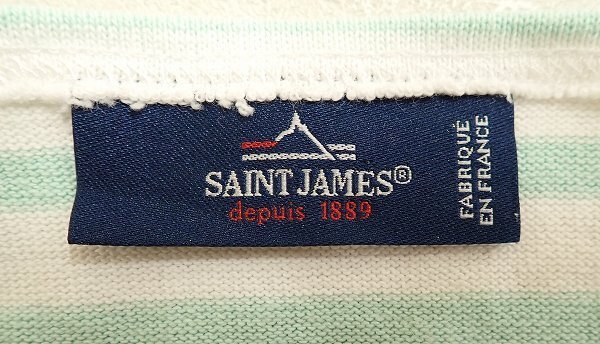 SAINT JAMES®
depuis 1889
FABRIQUÉ
EN FRANCE